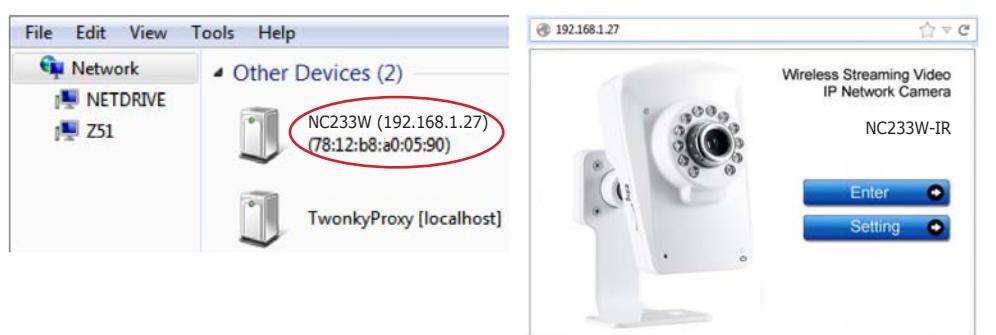 File Edit View Tools Help
Network
NETDRIVE
Z51
Other Devices (2)
NC233W (192.168.1.27)
(78:12:b8:a0:05:90)
TwonkyProxy [localhost]
192.168.1.27
Wireless Streaming Video
IP Network Camera
NC233W-IR
Enter
Setting